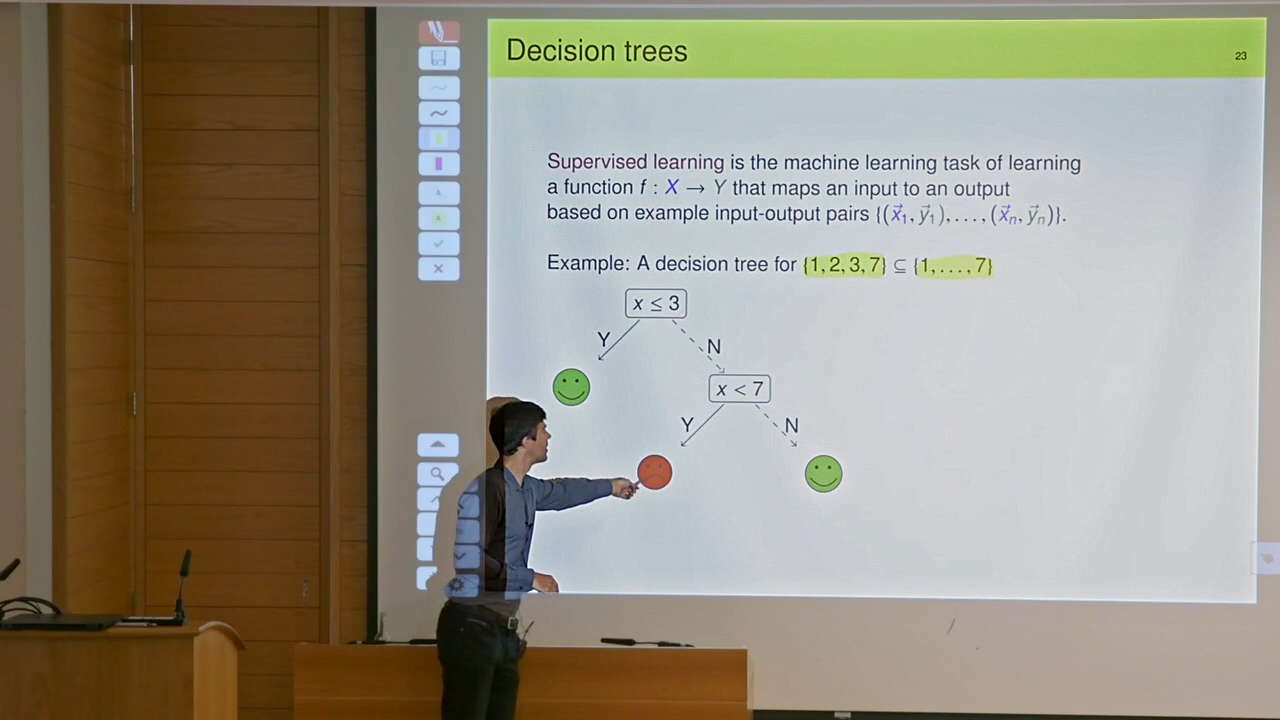 Decision trees
23
Supervised learning is the machine learning task of learning
a function f : X → Y that maps an input to an output
based on example input-output pairs {(x⃗₁, y⃗₁), . . . , (x⃗ₙ, y⃗ₙ)}.
Example: A decision tree for {1, 2, 3, 7} ⊆ {1, . . . , 7}
x ≤ 3
Y
N
x < 7
Y
N